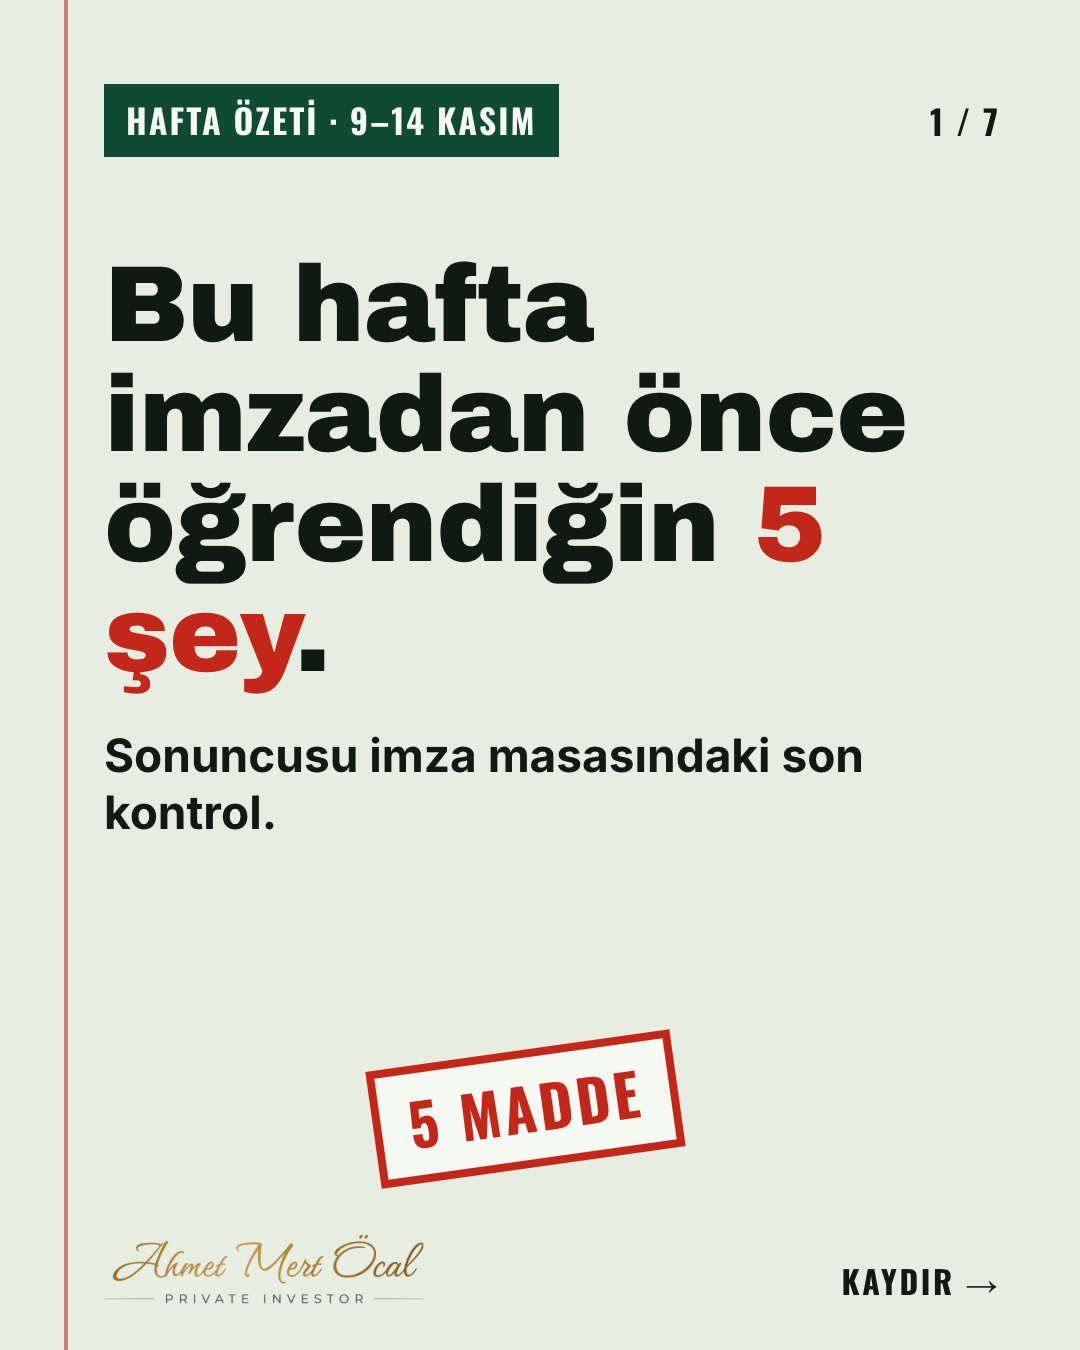 HAFTA ÖZETİ · 9–14 KASIM
1 / 7
Bu hafta
imzadan önce
öğrendiğin 5
şey.
Sonuncusu imza masasındaki son
kontrol.
5 MADDE
Ahmet Mert Öcal
PRIVATE INVESTOR
KAYDIR →